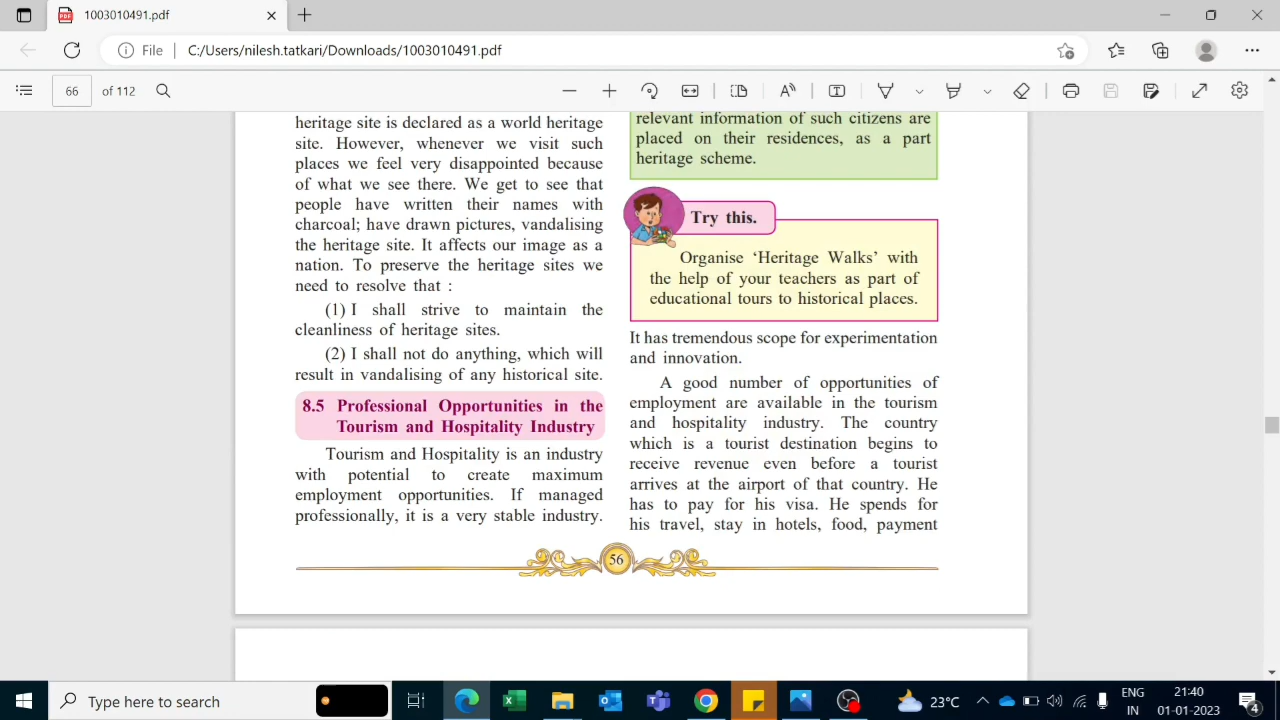 1003010491.pdf
File
C:/Users/nilesh.tatkari/Downloads/1003010491.pdf
66
of 112
heritage site is declared as a world heritage
site. However, whenever we visit such
places we feel very disappointed because
of what we see there. We get to see that
people have written their names with
charcoal; have drawn pictures, vandalising
the heritage site. It affects our image as a
nation. To preserve the heritage sites we
need to resolve that :
(1) I shall strive to maintain the
cleanliness of heritage sites.
(2) I shall not do anything, which will
result in vandalising of any historical site.
8.5 Professional Opportunities in the
Tourism and Hospitality Industry
Tourism and Hospitality is an industry
with potential to create maximum
employment opportunities. If managed
professionally, it is a very stable industry.
relevant information of such citizens are
placed on their residences, as a part
heritage scheme.
Try this.
Organise ‘Heritage Walks’ with
the help of your teachers as part of
educational tours to historical places.
It has tremendous scope for experimentation
and innovation.
A good number of opportunities of
employment are available in the tourism
and hospitality industry. The country
which is a tourist destination begins to
receive revenue even before a tourist
arrives at the airport of that country. He
has to pay for his visa. He spends for
his travel, stay in hotels, food, payment
56
Type here to search
23°C
ENG
IN
21:40
01-01-2023
4